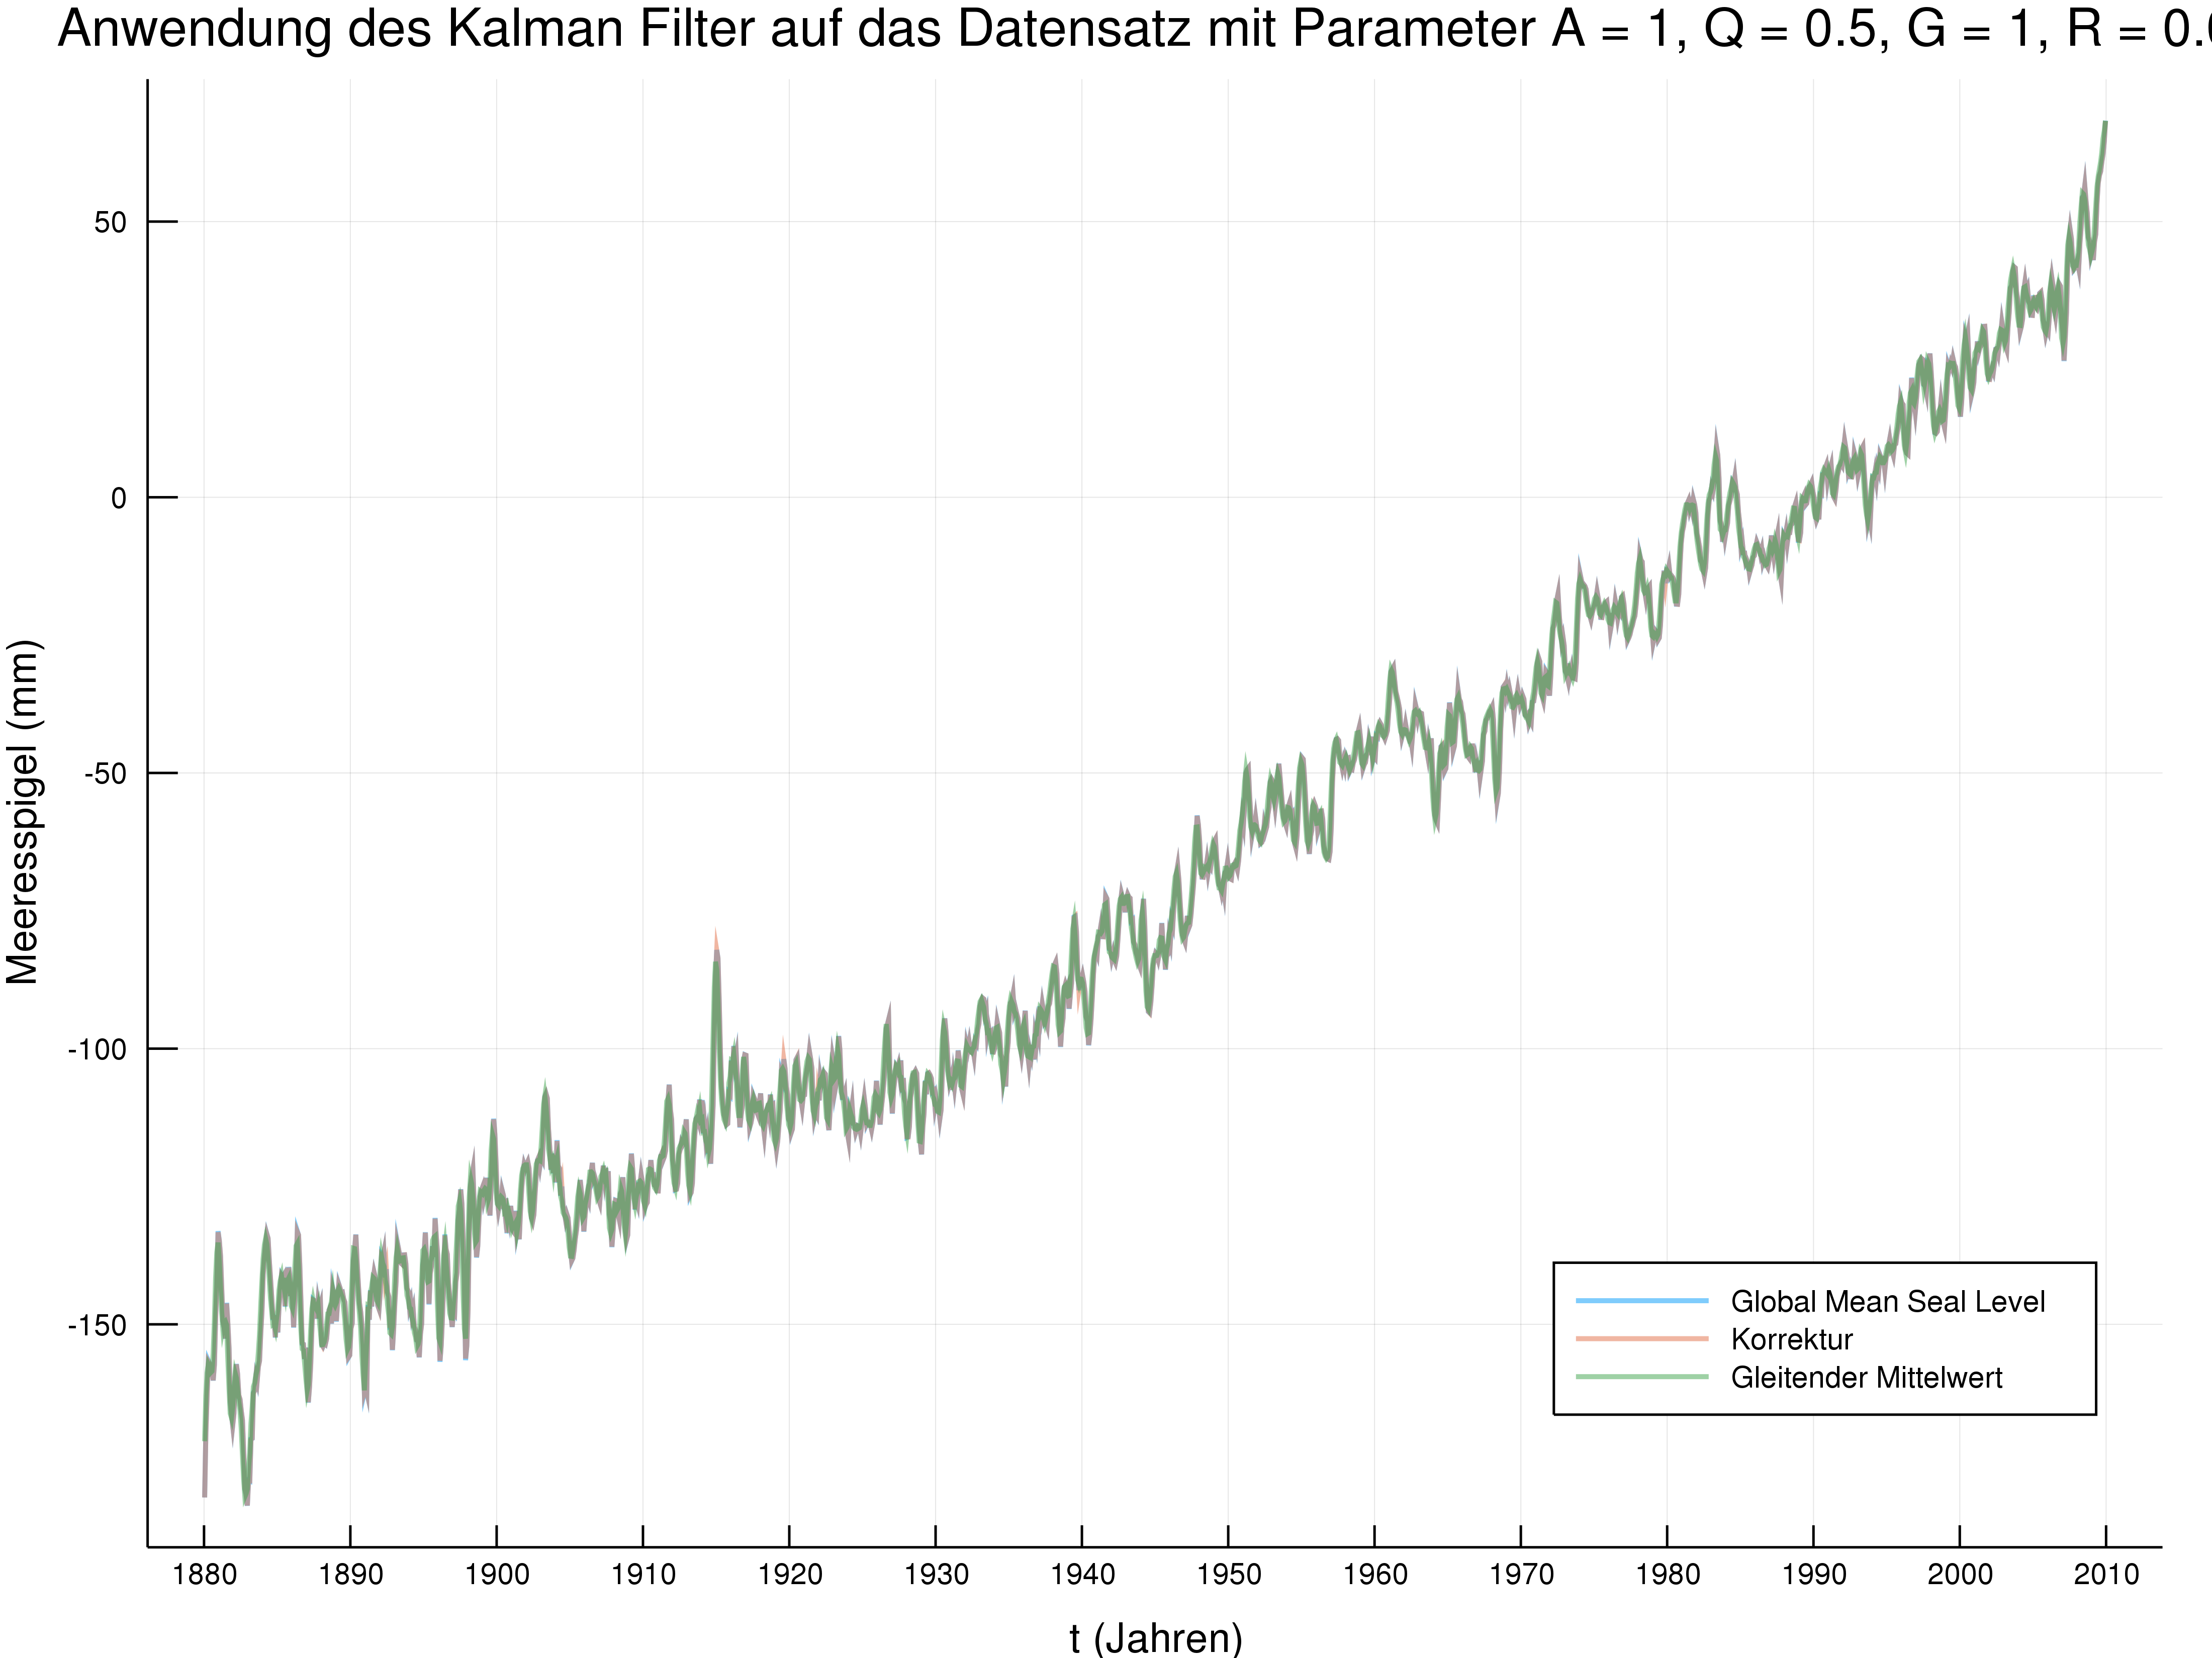 Anwendung des Kalman Filter auf das Datensatz mit Parameter A = 1, Q = 0.5, G = 1, R = 0.
Meeresspigel (mm)
50
0
-50
-100
-150
Global Mean Seal Level
Korrektur
Gleitender Mittelwert
1880 1890 1900 1910 1920 1930 1940 1950 1960 1970 1980 1990 2000 2010
t (Jahren)